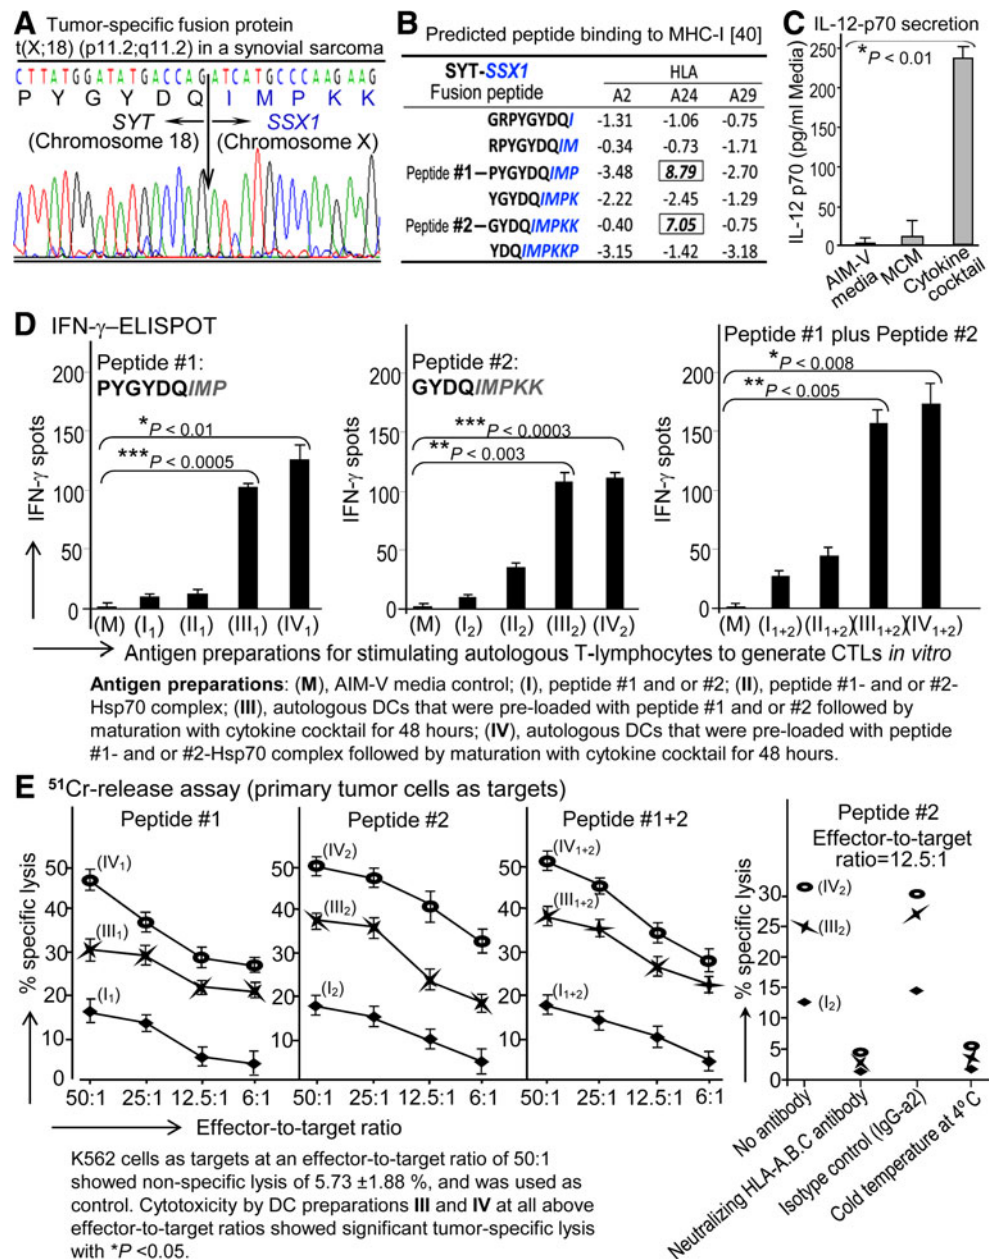 A Tumor-specific fusion protein
t(X;18) (p11.2;q11.2) in a synovial sarcoma
CTTATGGATATGACCAGATCATGCCCAAGAAG
P Y G Y D Q I M P K K
SYT SSX1
(Chromosome 18) (Chromosome X)
B Predicted peptide binding to MHC-I [40]
SYT-SSX1 HLA
Fusion peptide A2 A24 A29
GRPYGYDQI -1.31 -1.06 -0.75
RPYGYDQIM -0.34 -0.73 -1.71
Peptide #1–PYGYDQIMP -3.48 8.79 -2.70
YGYDQIMPK -2.22 -2.45 -1.29
Peptide #2–GYDQIMPKK -0.40 7.05 -0.75
YDQIMPKKP -3.15 -1.42 -3.18
C IL-12-p70 secretion
*P < 0.01
IL-12 p70 (pg/ml Media)
250
200
150
100
50
0
AIM-V media
MCM
Cytokine cocktail
D IFN-γ–ELISPOT
Peptide #1:
PYGYDQIMP
*P < 0.01
***P < 0.0005
IFN-γ spots
200
150
100
50
0
(M) (I1) (II1) (III1) (IV1)
Peptide #2:
GYDQIMPKK
***P < 0.0003
**P < 0.003
IFN-γ spots
200
150
100
50
0
(M) (I2) (II2) (III2) (IV2)
Peptide #1 plus Peptide #2
*P < 0.008
**P < 0.005
IFN-γ spots
200
150
100
50
0
(M) (I1+2) (II1+2) (III1+2) (IV1+2)
Antigen preparations for stimulating autologous T-lymphocytes to generate CTLs in vitro
Antigen preparations: (M), AIM-V media control; (I), peptide #1 and or #2; (II), peptide #1- and or #2-
Hsp70 complex; (III), autologous DCs that were pre-loaded with peptide #1 and or #2 followed by
maturation with cytokine cocktail for 48 hours; (IV), autologous DCs that were pre-loaded with peptide
#1- and or #2-Hsp70 complex followed by maturation with cytokine cocktail for 48 hours.
E 51Cr-release assay (primary tumor cells as targets)
Peptide #1
% specific lysis
50
40
30
20
10
0
(IV1)
(III1)
(I1)
50:1 25:1 12.5:1 6:1
Peptide #2
50
40
30
20
10
(IV2)
(III2)
(I2)
50:1 25:1 12.5:1 6:1
Peptide #1+2
50
40
30
20
10
(IV1+2)
(III1+2)
(I1+2)
50:1 25:1 12.5:1 6:1
Effector-to-target ratio
Peptide #2
Effector-to-target
ratio=12.5:1
% specific lysis
30
25
20
15
10
5
0
(IV2)
(III2)
(I2)
No antibody
Neutralizing HLA-A.B.C antibody
Isotype control (IgG-a2)
Cold temperature at 4°C
K562 cells as targets at an effector-to-target ratio of 50:1
showed non-specific lysis of 5.73 ±1.88 %, and was used as
control. Cytotoxicity by DC preparations III and IV at all above
effector-to-target ratios showed significant tumor-specific lysis
with *P <0.05.